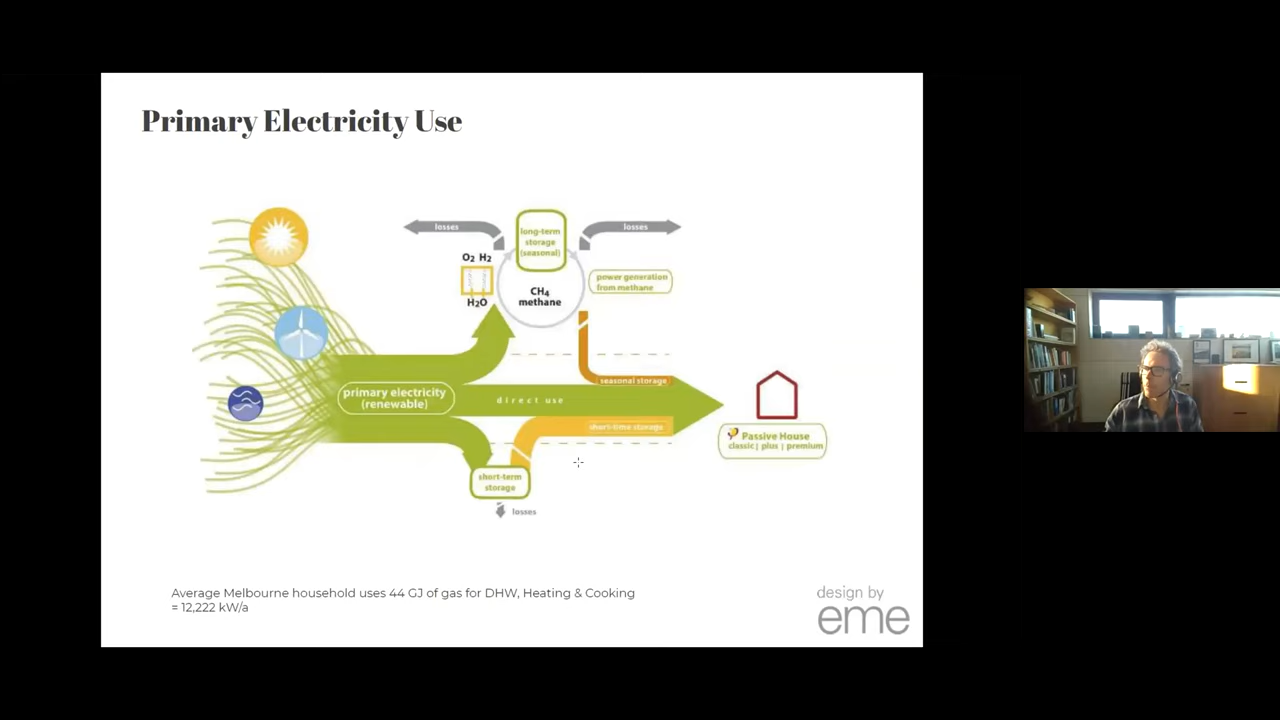 Primary Electricity Use
losses
long-term
storage
(seasonal)
losses
O2 H2
H2O
CH4
methane
power generation
from methane
seasonal storage
primary electricity
(renewable)
direct use
short-time storage
Passive House
classic | plus | premium
short-term
storage
losses
Average Melbourne household uses 44 GJ of gas for DHW, Heating & Cooking
= 12,222 kW/a
design by
eme